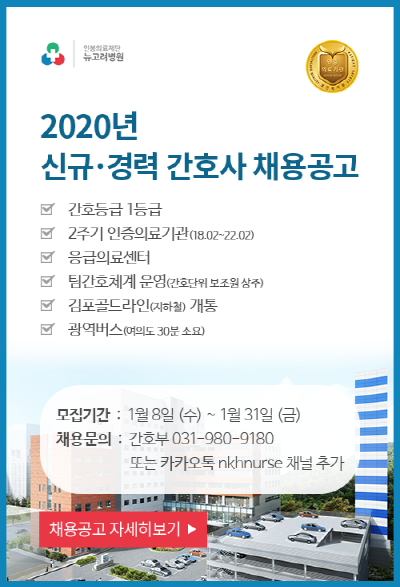 인봉의료재단
뉴고려병원
2020년
신규·경력 간호사 채용공고
간호등급 1등급
2주기 인증의료기관(18.02~22.02)
응급의료센터
팀간호체계 운영(간호단위 보조원 상주)
김포골드라인(지하철) 개통
광역버스(여의도 30분 소요)
모집기간 : 1월 8일 (수) ~ 1월 31일 (금)
채용문의 : 간호부 031-980-9180
또는 카카오톡 nkhnurse 채널 추가
채용공고 자세히보기 ▶